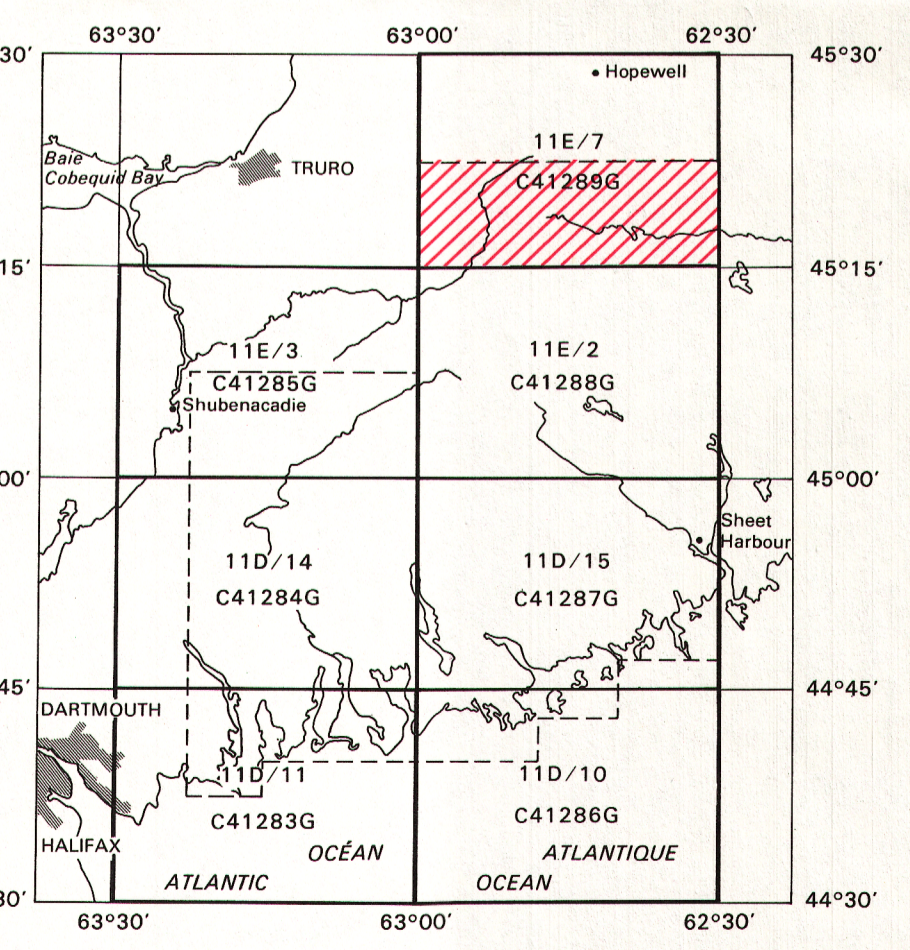 63°30′ 63°00′ 62°30′
30′ 45°30′
Hopewell
11E/7
Baie
Cobequid Bay
TRURO
C41289G
15′ 45°15′
11E/3 11E/2
C41285G C41288G
Shubenacadie
00′ 45°00′
Sheet
Harbour
11D/14 11D/15
C41284G C41287G
45′ 44°45′
DARTMOUTH
11D/11 11D/10
C41283G C41286G
HALIFAX
OCÉAN ATLANTIQUE
ATLANTIC OCEAN
30′ 44°30′
63°30′ 63°00′ 62°30′